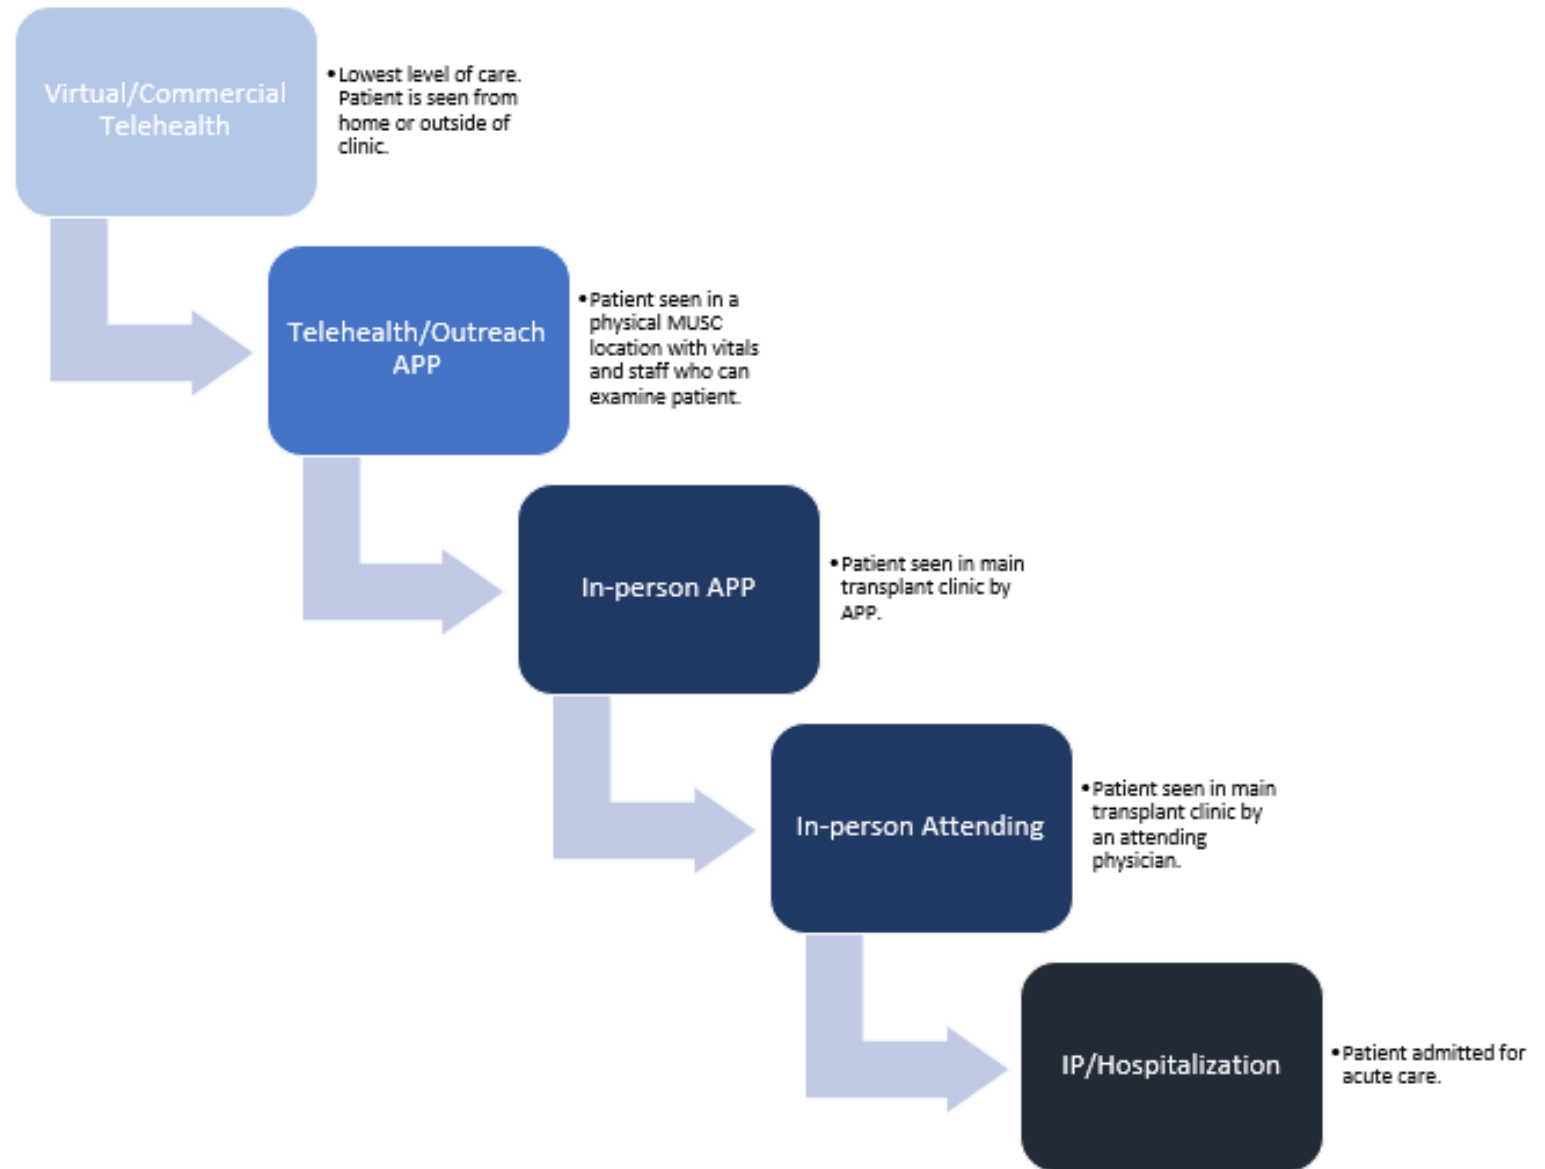 Virtual/Commercial
Telehealth
•Lowest level of care.
Patient is seen from
home or outside of
clinic.
Telehealth/Outreach
APP
•Patient seen in a
physical MUSC
location with vitals
and staff who can
examine patient.
In-person APP
•Patient seen in main
transplant clinic by
APP.
In-person Attending
•Patient seen in main
transplant clinic by
an attending
physician.
IP/Hospitalization
•Patient admitted for
acute care.